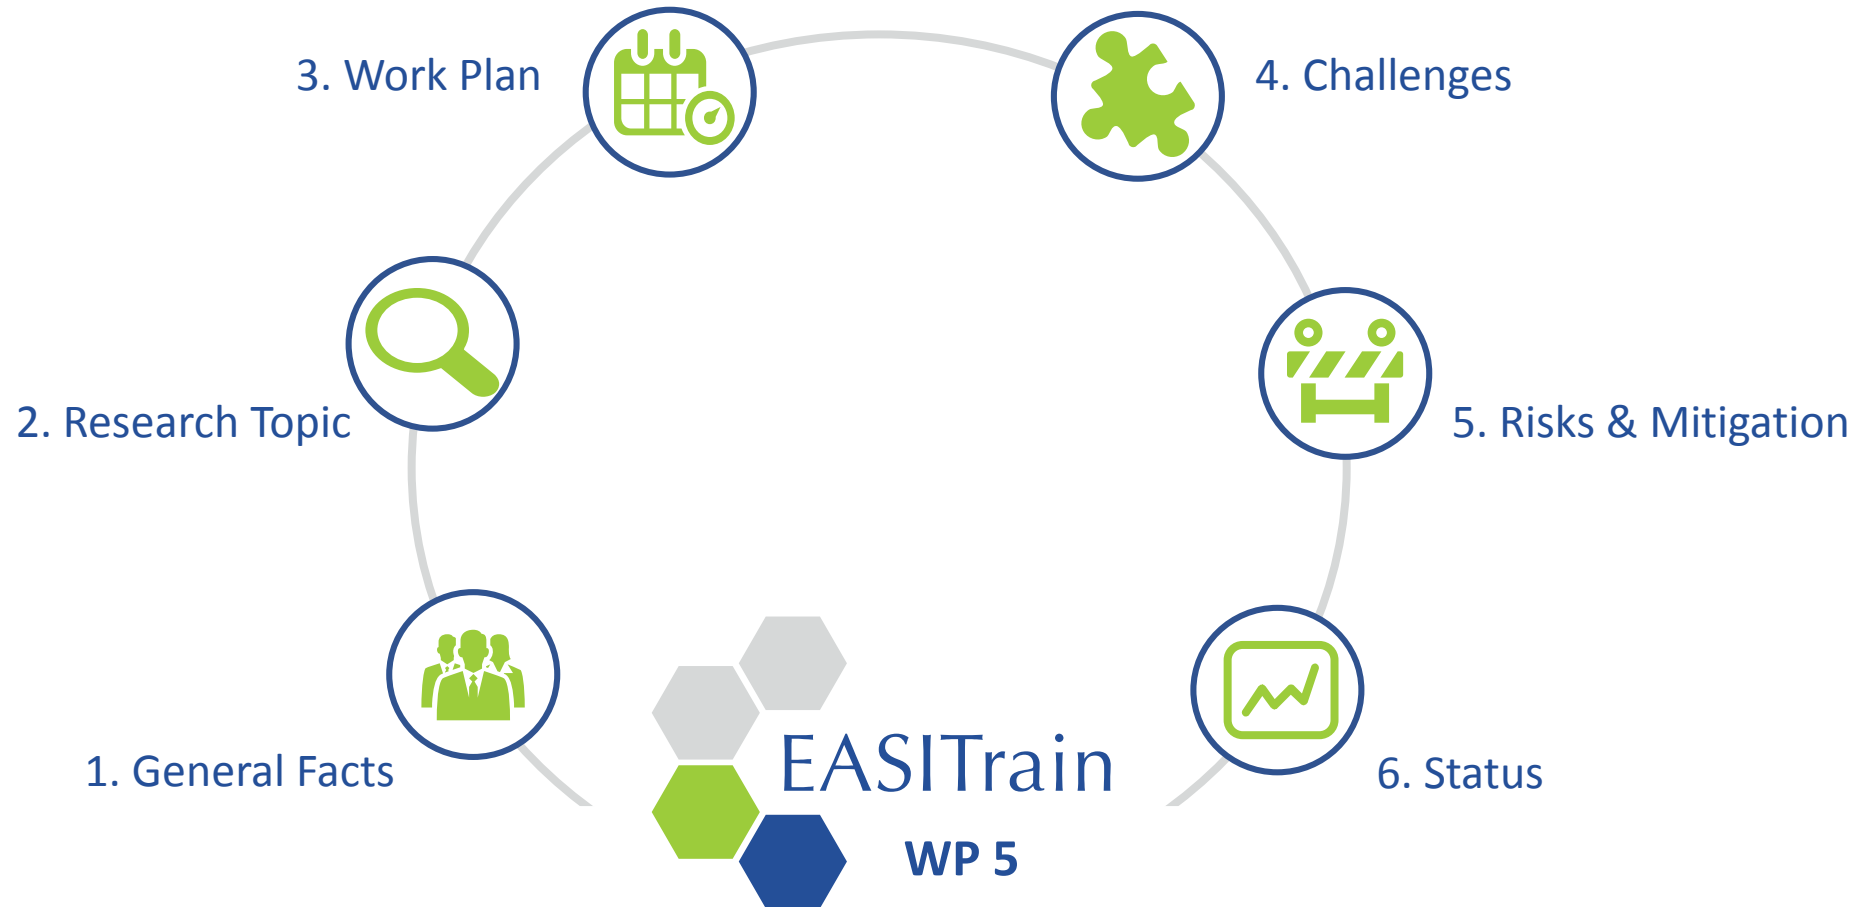 3. Work Plan
4. Challenges
2. Research Topic
5. Risks & Mitigation
1. General Facts
6. Status
EASITrain
WP 5